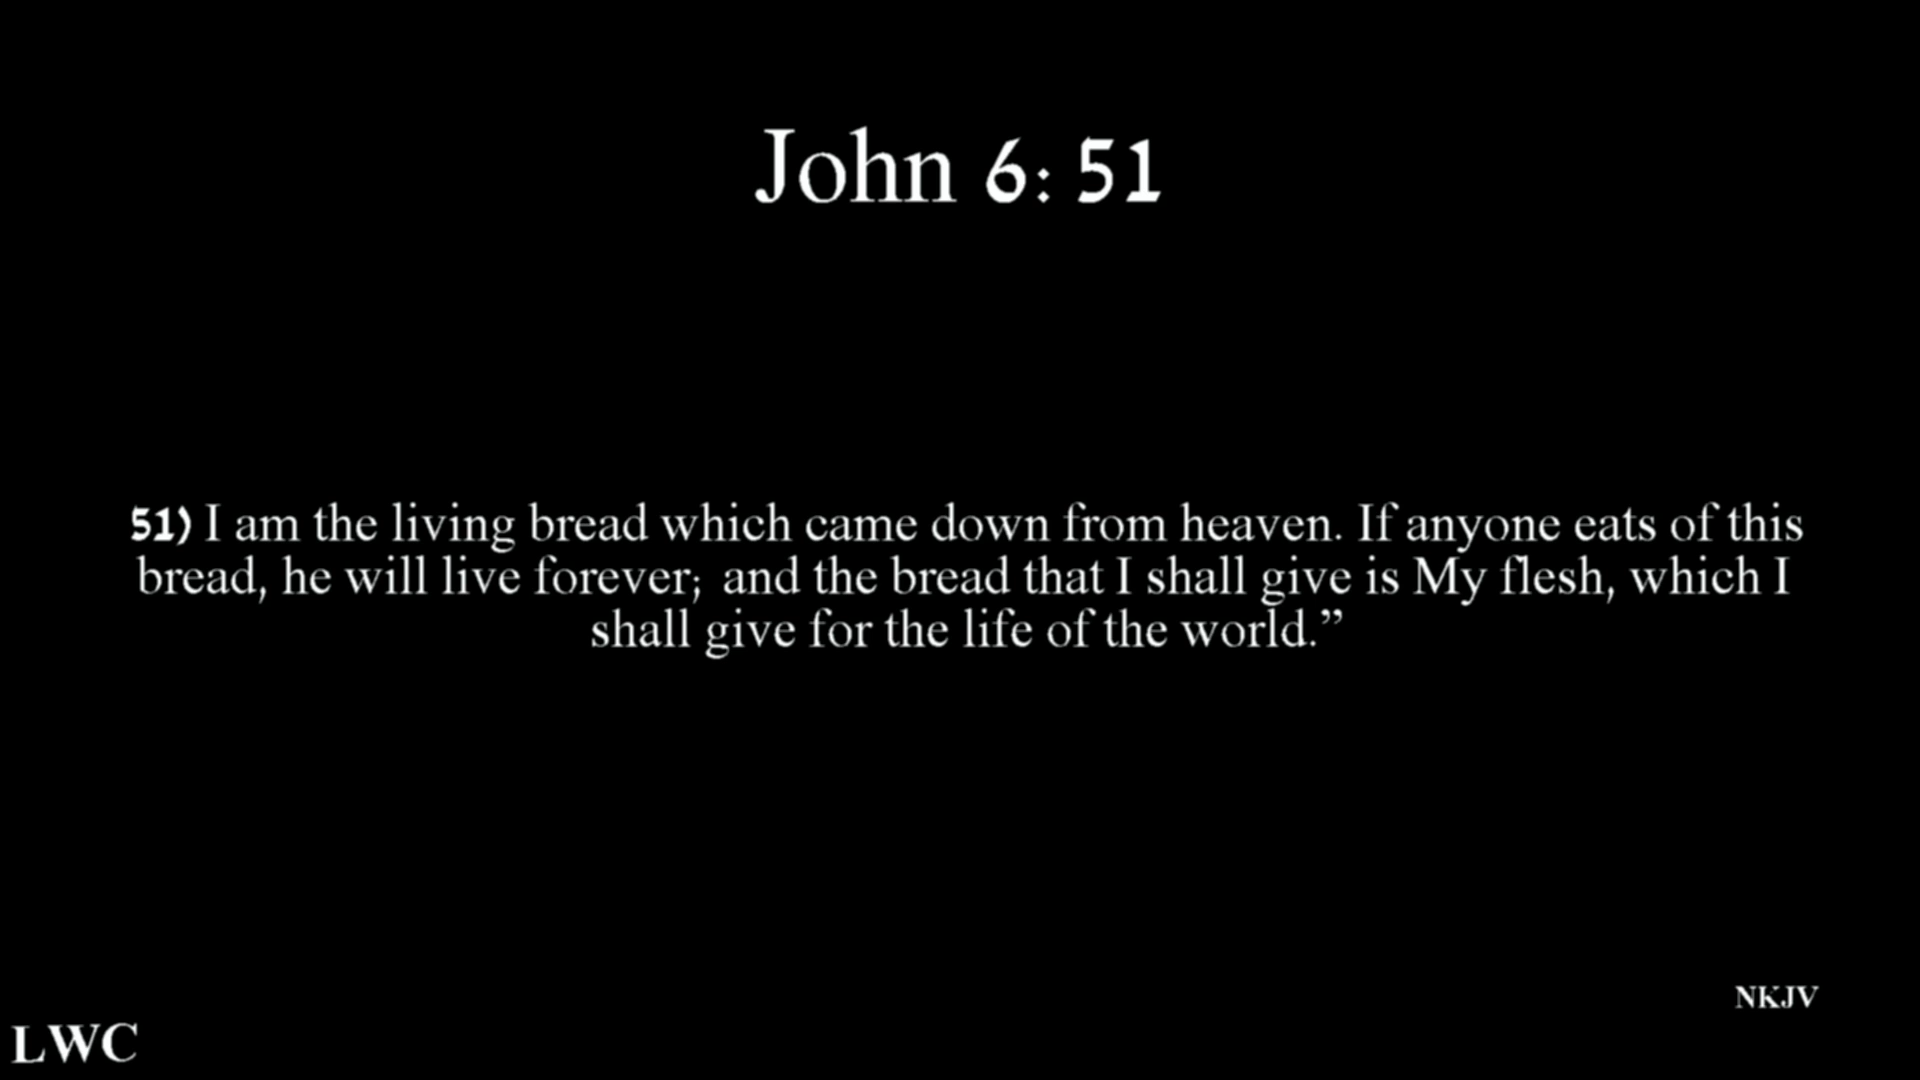 John 6: 51
51) I am the living bread which came down from heaven. If anyone eats of this
bread, he will live forever; and the bread that I shall give is My flesh, which I
shall give for the life of the world.”
NKJV
LWC